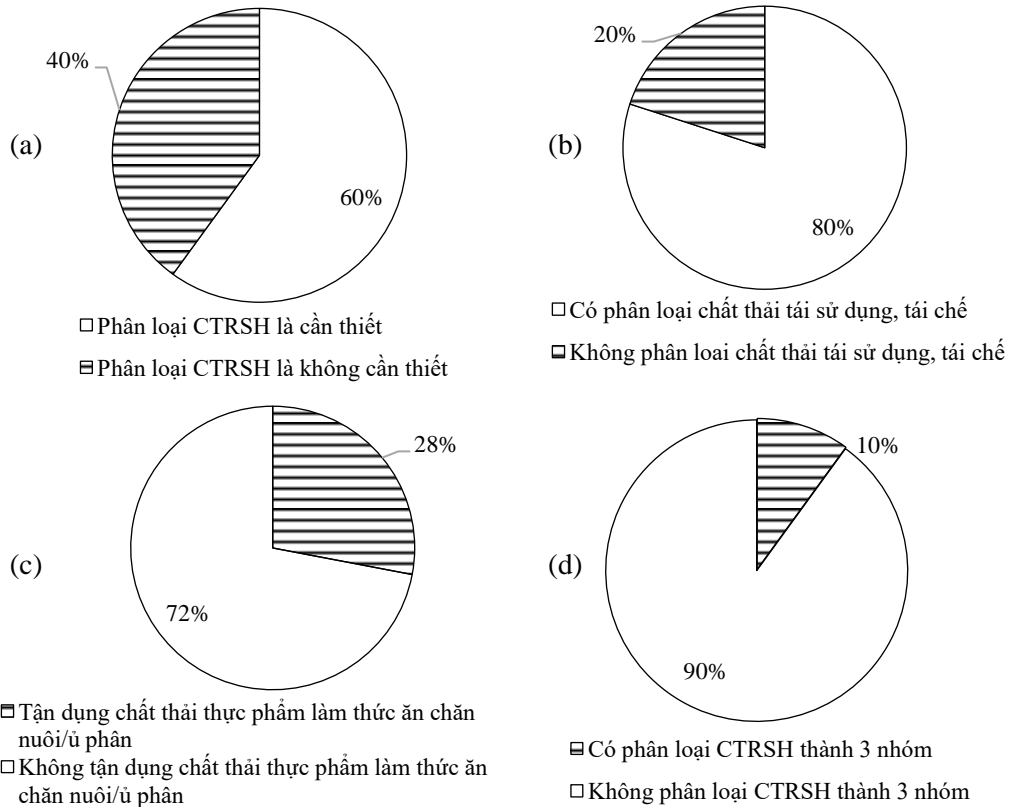 40%
(a)
60%
□ Phân loại CTRSH là cần thiết
Phân loại CTRSH là không cần thiết
20%
(b)
80%
□ Có phân loại chất thải tái sử dụng, tái chế
Không phân loai chất thải tái sử dụng, tái chế
28%
(c)
72%
Tận dụng chất thải thực phẩm làm thức ăn chăn
nuôi/ủ phân
□ Không tận dụng chất thải thực phẩm làm thức ăn
chăn nuôi/ủ phân
10%
(d)
90%
Có phân loại CTRSH thành 3 nhóm
□ Không phân loại CTRSH thành 3 nhóm